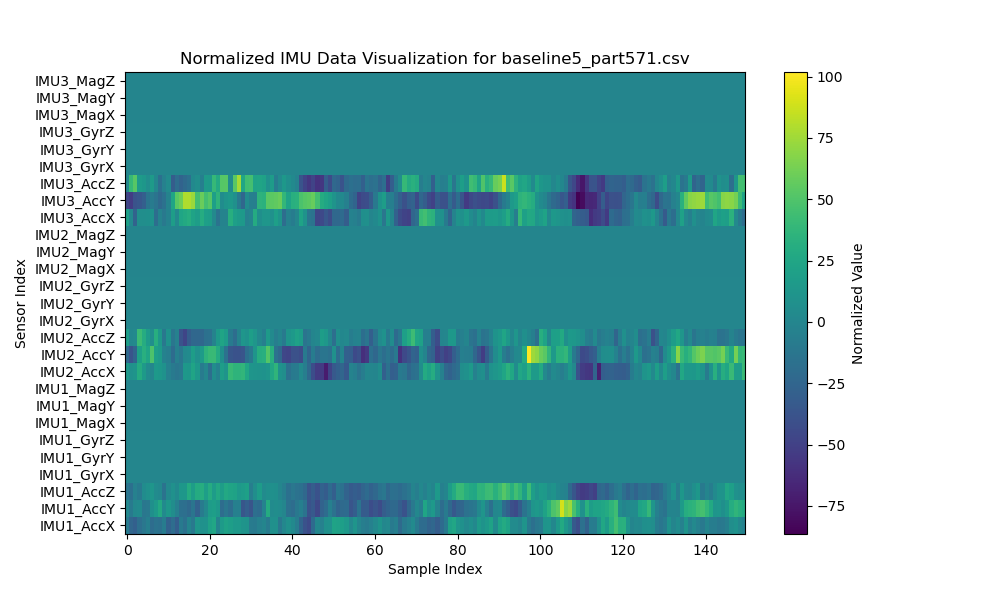 Normalized IMU Data Visualization for baseline5_part571.csv
IMU3_MagZ
IMU3_MagY
IMU3_MagX
IMU3_GyrZ
IMU3_GyrY
IMU3_GyrX
IMU3_AccZ
IMU3_AccY
IMU3_AccX
IMU2_MagZ
IMU2_MagY
IMU2_MagX
IMU2_GyrZ
IMU2_GyrY
IMU2_GyrX
IMU2_AccZ
IMU2_AccY
IMU2_AccX
IMU1_MagZ
IMU1_MagY
IMU1_MagX
IMU1_GyrZ
IMU1_GyrY
IMU1_GyrX
IMU1_AccZ
IMU1_AccY
IMU1_AccX
Sensor Index
0 20 40 60 80 100 120 140
Sample Index
100
75
50
25
0
−25
−50
−75
Normalized Value